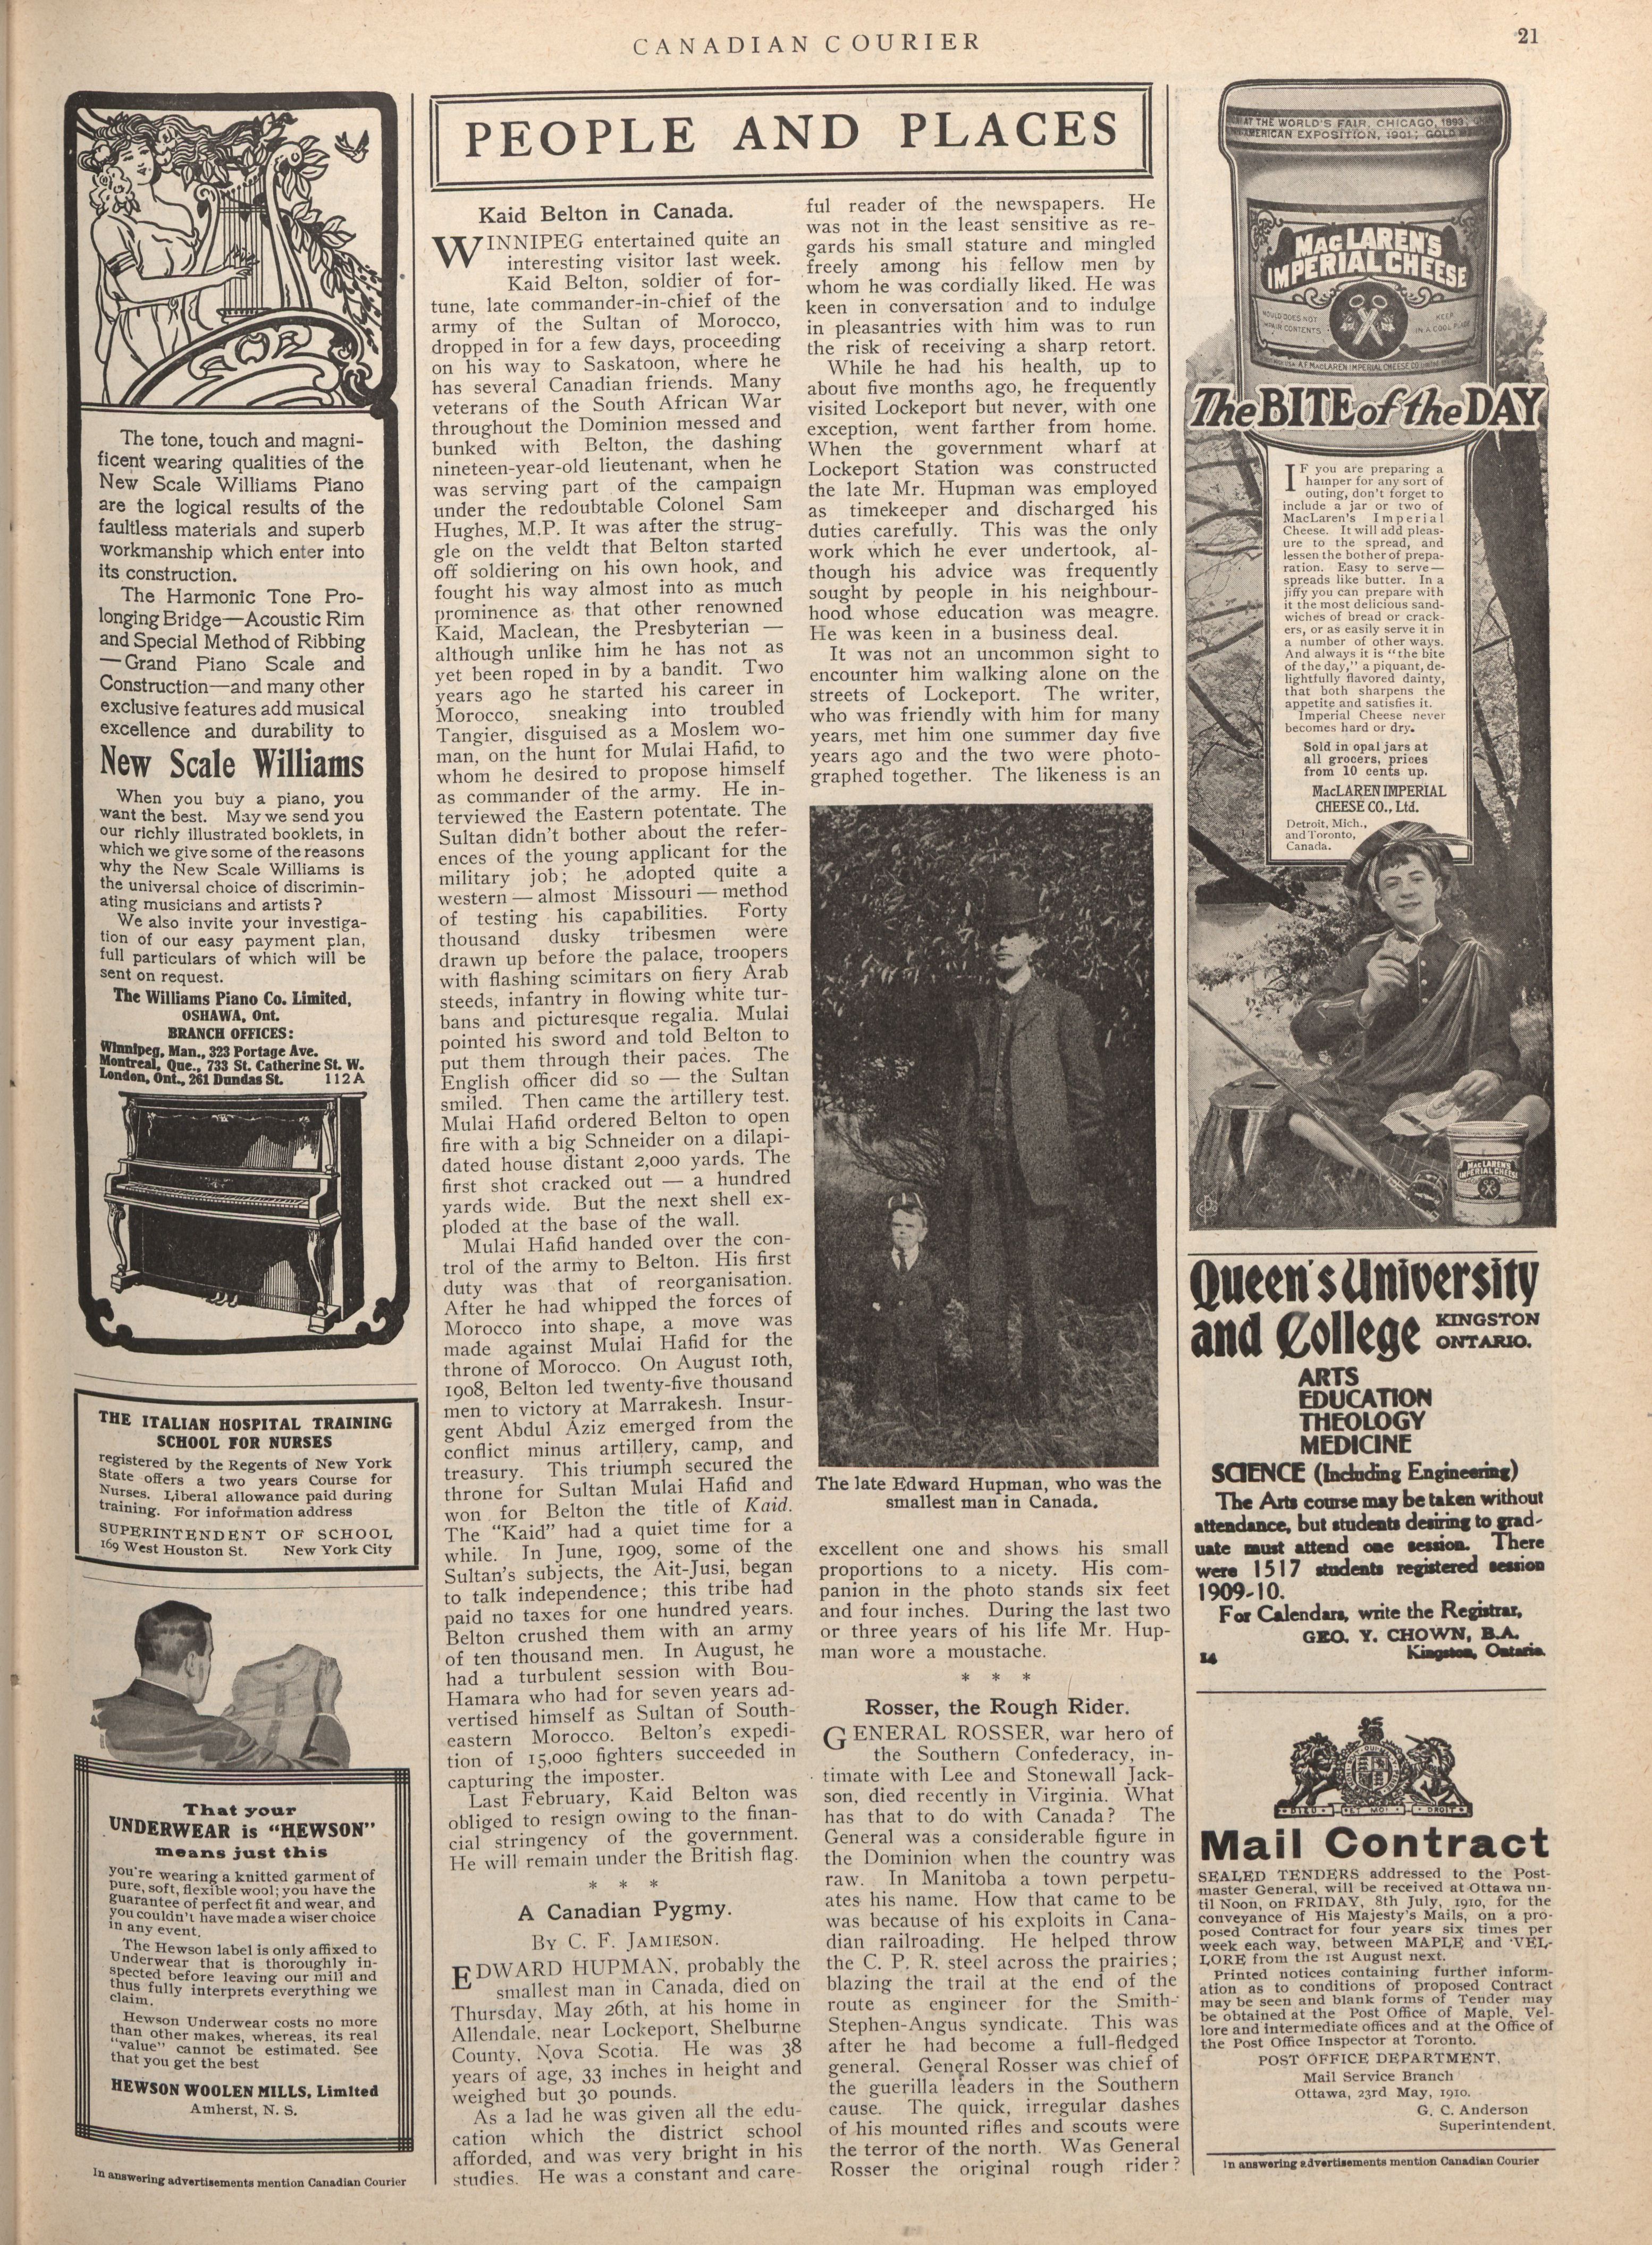 CANADIAN COURIER
21
The tone, touch and magni-
ficent wearing qualities of the
New Scale Williams Piano
are the logical results of the
faultless materials and superb
workmanship which enter into
its construction.
The Harmonic Tone Pro-
longing Bridge—Acoustic Rim
and Special Method of Ribbing
—Grand Piano Scale and
Construction—and many other
exclusive features add musical
excellence and durability to
New Scale Williams
When you buy a piano, you
want the best. May we send you
our richly illustrated booklets, in
which we give some of the reasons
why the New Scale Williams is
the universal choice of discrimin-
ating musicians and artists?
We also invite your investiga-
tion of our easy payment plan,
full particulars of which will be
sent on request.
The Williams Piano Co. Limited,
OSHAWA, Ont.
BRANCH OFFICES:
Winnipeg, Man., 323 Portage Ave.
Montreal, Que., 733 St. Catherine St. W.
London, Ont., 261 Dundas St. 112A
THE ITALIAN HOSPITAL TRAINING
SCHOOL FOR NURSES
registered by the Regents of New York
State offers a two years Course for
Nurses. Liberal allowance paid during
training. For information address
SUPERINTENDENT OF SCHOOL
169 West Houston St. New York City
That your
UNDERWEAR is "HEWSON"
means just this
you're wearing a knitted garment of
pure, soft, flexible wool; you have the
guarantee of perfect fit and wear, and
you couldn't have made a wiser choice
in any event.
The Hewson label is only affixed to
Underwear that is thoroughly in-
spected before leaving our mill and
thus fully interprets everything we
claim.
Hewson Underwear costs no more
than other makes, whereas, its real
"value" cannot be estimated. See
that you get the best
HEWSON WOOLEN MILLS, Limited
Amherst, N. S.
In answering advertisements mention Canadian Courier
PEOPLE AND PLACES
Kaid Belton in Canada.
WINNIPEG entertained quite an
interesting visitor last week.
Kaid Belton, soldier of for-
tune, late commander-in-chief of the
army of the Sultan of Morocco,
dropped in for a few days, proceeding
on his way to Saskatoon, where he
has several Canadian friends. Many
veterans of the South African War
throughout the Dominion messed and
bunked with Belton, the dashing
nineteen-year-old lieutenant, when he
was serving part of the campaign
under the redoubtable Colonel Sam
Hughes, M.P. It was after the strug-
gle on the veldt that Belton started
off soldiering on his own hook, and
fought his way almost into as much
prominence as that other renowned
Kaid, Maclean, the Presbyterian —
although unlike him he has not as
yet been roped in by a bandit. Two
years ago he started his career in
Morocco, sneaking into troubled
Tangier, disguised as a Moslem wo-
man, on the hunt for Mulai Hafid, to
whom he desired to propose himself
as commander of the army. He in-
terviewed the Eastern potentate. The
Sultan didn't bother about the refer-
ences of the young applicant for the
military job; he adopted quite a
western — almost Missouri — method
of testing his capabilities. Forty
thousand dusky tribesmen were
drawn up before the palace, troopers
with flashing scimitars on fiery Arab
steeds, infantry in flowing white tur-
bans and picturesque regalia. Mulai
pointed his sword and told Belton to
put them through their paces. The
English officer did so — the Sultan
smiled. Then came the artillery test.
Mulai Hafid ordered Belton to open
fire with a big Schneider on a dilapi-
dated house distant 2,000 yards. The
first shot cracked out — a hundred
yards wide. But the next shell ex-
ploded at the base of the wall.
Mulai Hafid handed over the con-
trol of the army to Belton. His first
duty was that of reorganisation.
After he had whipped the forces of
Morocco into shape, a move was
made against Mulai Hafid for the
throne of Morocco. On August 10th,
1908, Belton led twenty-five thousand
men to victory at Marrakesh. Insur-
gent Abdul Aziz emerged from the
conflict minus artillery, camp, and
treasury. This triumph secured the
throne for Sultan Mulai Hafid and
won for Belton the title of Kaid.
The "Kaid" had a quiet time for a
while. In June, 1909, some of the
Sultan's subjects, the Ait-Jusi, began
to talk independence; this tribe had
paid no taxes for one hundred years.
Belton crushed them with an army
of ten thousand men. In August, he
had a turbulent session with Bou-
Hamara who had for seven years ad-
vertised himself as Sultan of South-
eastern Morocco. Belton's expedi-
tion of 15,000 fighters succeeded in
capturing the imposter.
Last February, Kaid Belton was
obliged to resign owing to the finan-
cial stringency of the government.
He will remain under the British flag.
* * *
A Canadian Pygmy.
BY C. F. JAMIESON.
EDWARD HUPMAN, probably the
smallest man in Canada, died on
Thursday, May 26th, at his home in
Allendale, near Lockeport, Shelburne
County, Nova Scotia. He was 38
years of age, 33 inches in height and
weighed but 30 pounds.
As a lad he was given all the edu-
cation which the district school
afforded, and was very bright in his
studies. He was a constant and care-
ful reader of the newspapers. He
was not in the least sensitive as re-
gards his small stature and mingled
freely among his fellow men by
whom he was cordially liked. He was
keen in conversation and to indulge
in pleasantries with him was to run
the risk of receiving a sharp retort.
While he had his health, up to
about five months ago, he frequently
visited Lockeport but never, with one
exception, went farther from home.
When the government wharf at
Lockeport Station was constructed
the late Mr. Hupman was employed
as timekeeper and discharged his
duties carefully. This was the only
work which he ever undertook, al-
though his advice was frequently
sought by people in his neighbour-
hood whose education was meagre.
He was keen in a business deal.
It was not an uncommon sight to
encounter him walking alone on the
streets of Lockeport. The writer,
who was friendly with him for many
years, met him one summer day five
years ago and the two were photo-
graphed together. The likeness is an
The late Edward Hupman, who was the
smallest man in Canada.
excellent one and shows his small
proportions to a nicety. His com-
panion in the photo stands six feet
and four inches. During the last two
or three years of his life Mr. Hup-
man wore a moustache.
* * *
Rosser, the Rough Rider.
GENERAL ROSSER, war hero of
the Southern Confederacy, in-
timate with Lee and Stonewall Jack-
son, died recently in Virginia. What
has that to do with Canada? The
General was a considerable figure in
the Dominion when the country was
raw. In Manitoba a town perpetu-
ates his name. How that came to be
was because of his exploits in Cana-
dian railroading. He helped throw
the C. P. R. steel across the prairies;
blazing the trail at the end of the
route as engineer for the Smith-
Stephen-Angus syndicate. This was
after he had become a full-fledged
general. General Rosser was chief of
the guerilla leaders in the Southern
cause. The quick, irregular dashes
of his mounted rifles and scouts were
the terror of the north. Was General
Rosser the original rough rider?
AT THE WORLD'S FAIR, CHICAGO, 1893;
AMERICAN EXPOSITION, 1901; GOLD
MACLAREN'S
IMPERIAL CHEESE
MOULD DOES NOT
IMPAIR CONTENTS
KEEP
IN A COOL PLACE
A.F. MACLAREN IMPERIAL CHEESE CO
The BITE of the DAY
IF you are preparing a
hamper for any sort of
outing, don't forget to
include a jar or two of
MacLaren's Imperial
Cheese. It will add pleas-
ure to the spread, and
lessen the bother of prepa-
ration. Easy to serve—
spreads like butter. In a
jiffy you can prepare with
it the most delicious sand-
wiches of bread or crack-
ers, or as easily serve it in
a number of other ways.
And always it is "the bite
of the day," a piquant, de-
lightfully flavored dainty,
that both sharpens the
appetite and satisfies it.
Imperial Cheese never
becomes hard or dry.
Sold in opal jars at
all grocers, prices
from 10 cents up.
MacLAREN IMPERIAL
CHEESE CO., Ltd.
Detroit, Mich.,
and Toronto,
Canada.
MACLAREN'S
IMPERIAL CHEESE
Queen's University
and College KINGSTON
ONTARIO.
ARTS
EDUCATION
THEOLOGY
MEDICINE
SCIENCE (Including Engineering)
The Arts course may be taken without
attendance, but students desiring to grad-
uate must attend one session. There
were 1517 students registered session
1909-10.
For Calendars, write the Registrar,
GEO. Y. CHOWN, B.A.
14 Kingston, Ontario.
DIEU ET MON DROIT
Mail Contract
SEALED TENDERS addressed to the Post-
master General, will be received at Ottawa un-
til Noon, on FRIDAY, 8th July, 1910, for the
conveyance of His Majesty's Mails, on a pro-
posed Contract for four years six times per
week each way, between MAPLE and VEL-
LORE from the 1st August next.
Printed notices containing further inform-
ation as to conditions of proposed Contract
may be seen and blank forms of Tender may
be obtained at the Post Office of Maple, Vel-
lore and intermediate offices and at the Office of
the Post Office Inspector at Toronto.
POST OFFICE DEPARTMENT,
Mail Service Branch
Ottawa, 23rd May, 1910.
G. C. Anderson
Superintendent.
In answering advertisements mention Canadian Courier